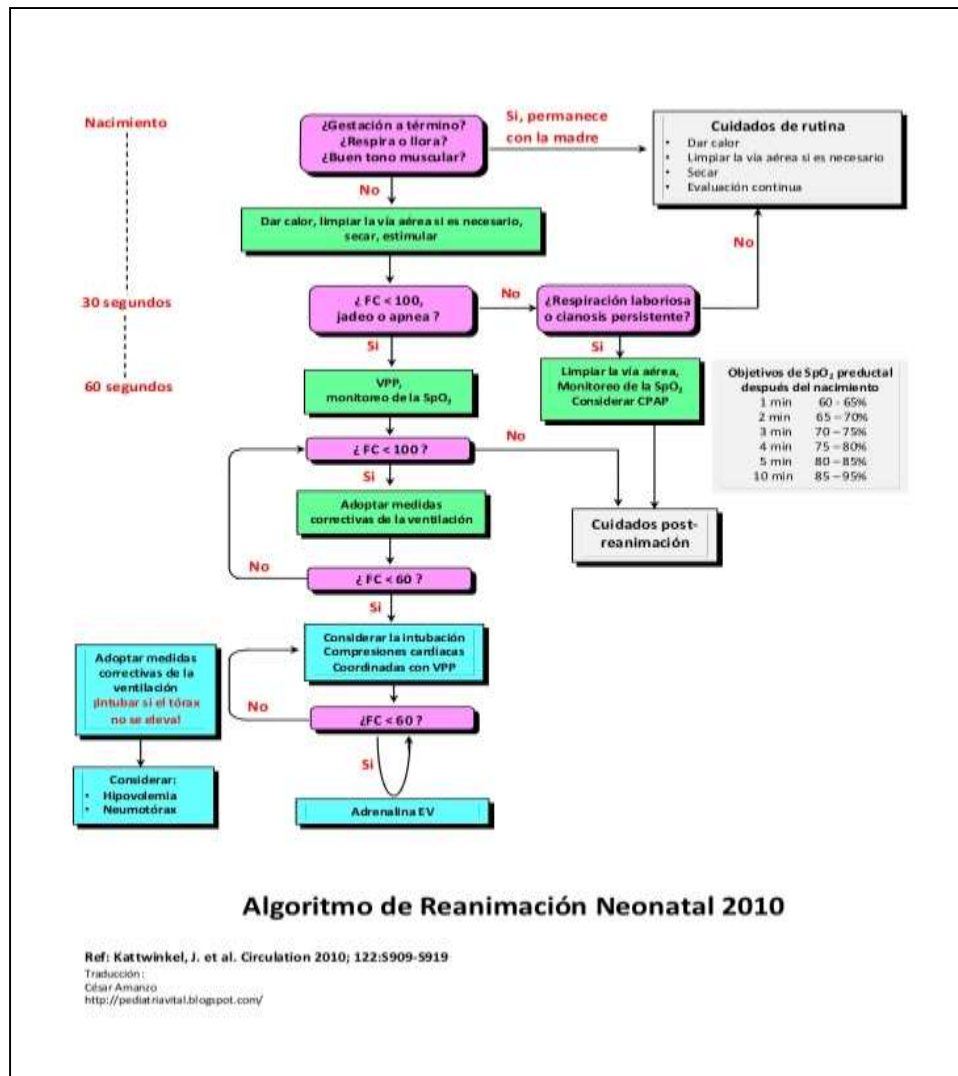 Nacimiento
¿Gestación a término?
¿Respira o llora?
¿Buen tono muscular?
Si, permanece
con la madre
Cuidados de rutina
• Dar calor
• Limpiar la vía aérea si es necesario
• Secar
• Evaluación continua
No
Dar calor, limpiar la vía aérea si es necesario,
secar, estimular
No
30 segundos
¿ FC < 100,
jadeo o apnea ?
No
¿Respiración laboriosa
o cianosis persistente?
Si
Si
60 segundos
VPP,
monitoreo de la SpO₂
Limpiar la vía aérea,
Monitoreo de la SpO₂
Considerar CPAP
Objetivos de SpO₂ preductal
después del nacimiento
1 min 60 - 65%
2 min 65 – 70%
3 min 70 – 75%
4 min 75 – 80%
5 min 80 – 85%
10 min 85 – 95%
¿ FC < 100 ?
No
Si
Adoptar medidas
correctivas de la ventilación
Cuidados post-
reanimación
No
¿ FC < 60 ?
Si
Considerar la intubación
Compresiones cardiacas
Coordinadas con VPP
Adoptar medidas
correctivas de la
ventilación
¡Intubar si el tórax
no se eleva!
No
¿FC < 60 ?
Si
Considerar:
• Hipovolemia
• Neumotórax
Adrenalina EV
Algoritmo de Reanimación Neonatal 2010
Ref: Kattwinkel, J. et al. Circulation 2010; 122:S909-S919
Traducción :
César Amanzo
http://pediatriavital.blogspot.com/